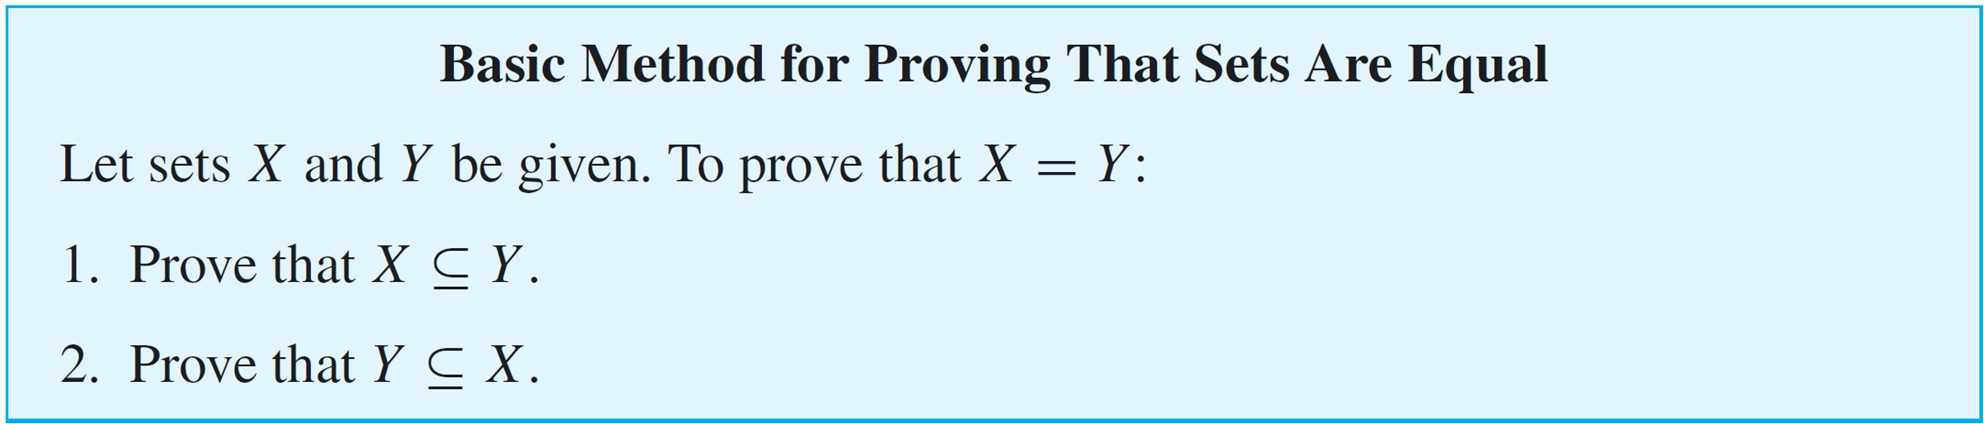 Basic Method for Proving That Sets Are Equal
Let sets X and Y be given. To prove that X = Y:
1. Prove that X ⊆ Y.
2. Prove that Y ⊆ X.